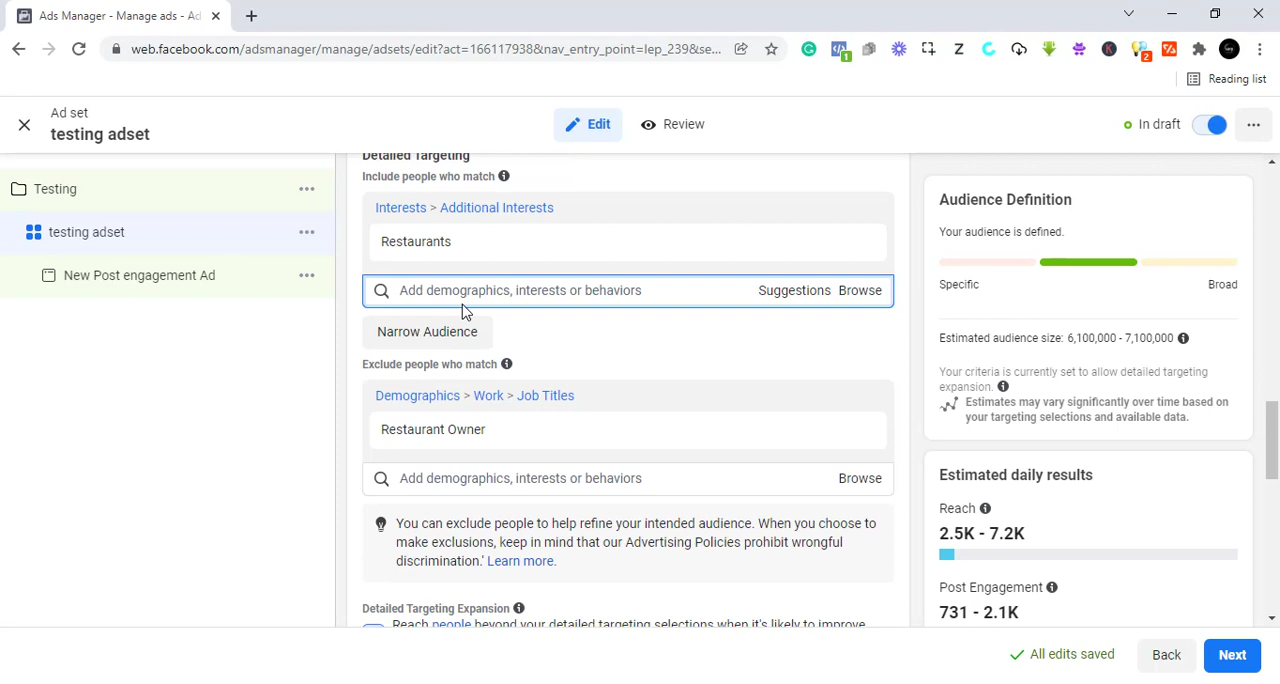 Ads Manager - Manage ads - Ad
web.facebook.com/adsmanager/manage/adsets/edit?act=166117938&nav_entry_point=lep_239&se...
1
Z
K
2
Reading list
Ad set
testing adset
Edit
Review
In draft
Testing
testing adset
New Post engagement Ad
Detailed Targeting
Include people who match
Interests > Additional Interests
Restaurants
Add demographics, interests or behaviors
Suggestions
Browse
Narrow Audience
Exclude people who match
Demographics > Work > Job Titles
Restaurant Owner
Add demographics, interests or behaviors
Browse
You can exclude people to help refine your intended audience. When you choose to
make exclusions, keep in mind that our Advertising Policies prohibit wrongful
discrimination.' Learn more.
Detailed Targeting Expansion
Reach people beyond your detailed targeting selections when it's likely to improve
Audience Definition
Your audience is defined.
Specific
Broad
Estimated audience size: 6,100,000 - 7,100,000
Your criteria is currently set to allow detailed targeting
expansion.
Estimates may vary significantly over time based on
your targeting selections and available data.
Estimated daily results
Reach
2.5K - 7.2K
Post Engagement
731 - 2.1K
All edits saved
Back
Next